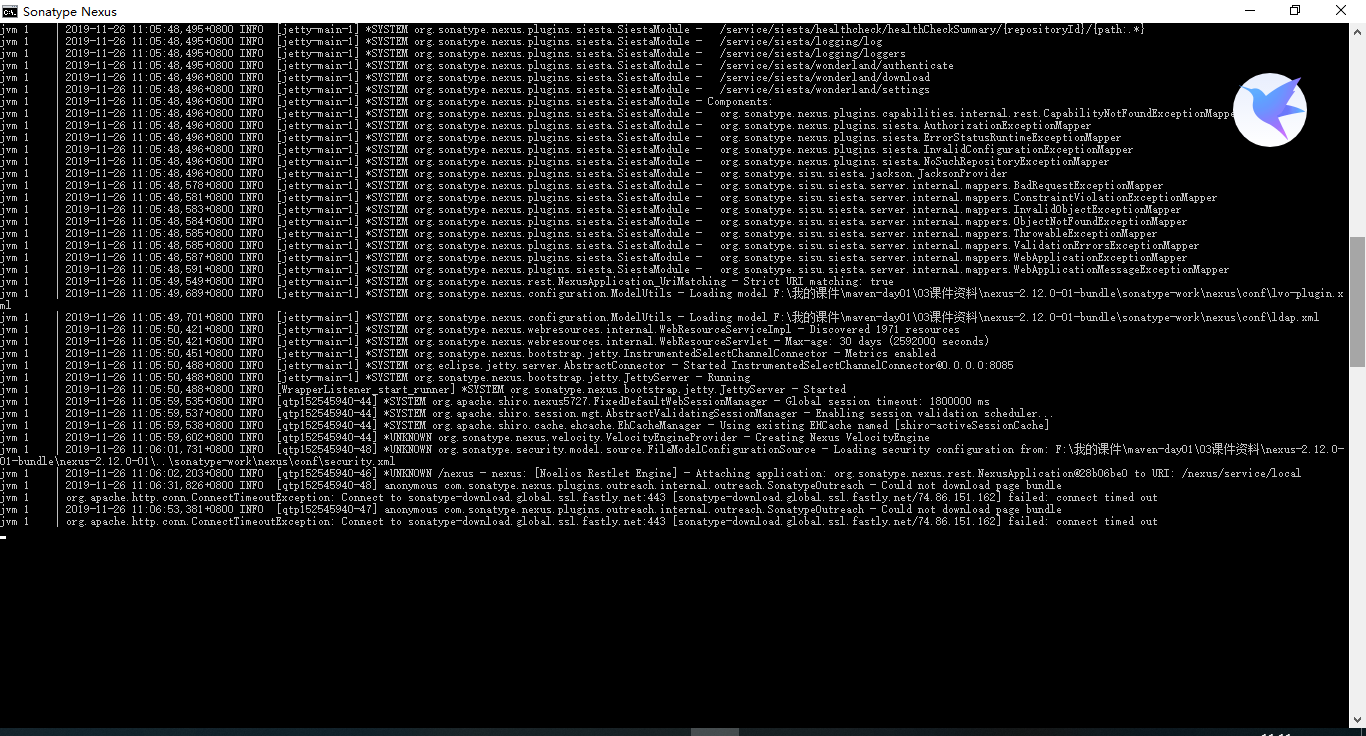 Sonatype Nexus
jvm 1    | 2019-11-26 11:05:48,495+0800 INFO  [jetty-main-1] *SYSTEM org.sonatype.nexus.plugins.siesta.SiestaModule -   /service/siesta/healthcheck/healthCheckSummary/{repositoryId}/{path:.*}
jvm 1    | 2019-11-26 11:05:48,495+0800 INFO  [jetty-main-1] *SYSTEM org.sonatype.nexus.plugins.siesta.SiestaModule -   /service/siesta/logging/log
jvm 1    | 2019-11-26 11:05:48,495+0800 INFO  [jetty-main-1] *SYSTEM org.sonatype.nexus.plugins.siesta.SiestaModule -   /service/siesta/logging/loggers
jvm 1    | 2019-11-26 11:05:48,495+0800 INFO  [jetty-main-1] *SYSTEM org.sonatype.nexus.plugins.siesta.SiestaModule -   /service/siesta/wonderland/authenticate
jvm 1    | 2019-11-26 11:05:48,496+0800 INFO  [jetty-main-1] *SYSTEM org.sonatype.nexus.plugins.siesta.SiestaModule -   /service/siesta/wonderland/download
jvm 1    | 2019-11-26 11:05:48,496+0800 INFO  [jetty-main-1] *SYSTEM org.sonatype.nexus.plugins.siesta.SiestaModule -   /service/siesta/wonderland/settings
jvm 1    | 2019-11-26 11:05:48,496+0800 INFO  [jetty-main-1] *SYSTEM org.sonatype.nexus.plugins.siesta.SiestaModule - Components:
jvm 1    | 2019-11-26 11:05:48,496+0800 INFO  [jetty-main-1] *SYSTEM org.sonatype.nexus.plugins.siesta.SiestaModule -   org.sonatype.nexus.plugins.capabilities.internal.rest.CapabilityNotFoundExceptionMappe
jvm 1    | 2019-11-26 11:05:48,496+0800 INFO  [jetty-main-1] *SYSTEM org.sonatype.nexus.plugins.siesta.SiestaModule -   org.sonatype.nexus.plugins.siesta.AuthorizationExceptionMapper
jvm 1    | 2019-11-26 11:05:48,496+0800 INFO  [jetty-main-1] *SYSTEM org.sonatype.nexus.plugins.siesta.SiestaModule -   org.sonatype.nexus.plugins.siesta.ErrorStatusRuntimeExceptionMapper
jvm 1    | 2019-11-26 11:05:48,496+0800 INFO  [jetty-main-1] *SYSTEM org.sonatype.nexus.plugins.siesta.SiestaModule -   org.sonatype.nexus.plugins.siesta.InvalidConfigurationExceptionMapper
jvm 1    | 2019-11-26 11:05:48,496+0800 INFO  [jetty-main-1] *SYSTEM org.sonatype.nexus.plugins.siesta.SiestaModule -   org.sonatype.nexus.plugins.siesta.NoSuchRepositoryExceptionMapper
jvm 1    | 2019-11-26 11:05:48,496+0800 INFO  [jetty-main-1] *SYSTEM org.sonatype.nexus.plugins.siesta.SiestaModule -   org.sonatype.sisu.siesta.jackson.JacksonProvider
jvm 1    | 2019-11-26 11:05:48,578+0800 INFO  [jetty-main-1] *SYSTEM org.sonatype.nexus.plugins.siesta.SiestaModule -   org.sonatype.sisu.siesta.server.internal.mappers.BadRequestExceptionMapper
jvm 1    | 2019-11-26 11:05:48,581+0800 INFO  [jetty-main-1] *SYSTEM org.sonatype.nexus.plugins.siesta.SiestaModule -   org.sonatype.sisu.siesta.server.internal.mappers.ConstraintViolationExceptionMapper
jvm 1    | 2019-11-26 11:05:48,583+0800 INFO  [jetty-main-1] *SYSTEM org.sonatype.nexus.plugins.siesta.SiestaModule -   org.sonatype.sisu.siesta.server.internal.mappers.InvalidObjectExceptionMapper
jvm 1    | 2019-11-26 11:05:48,584+0800 INFO  [jetty-main-1] *SYSTEM org.sonatype.nexus.plugins.siesta.SiestaModule -   org.sonatype.sisu.siesta.server.internal.mappers.ObjectNotFoundExceptionMapper
jvm 1    | 2019-11-26 11:05:48,585+0800 INFO  [jetty-main-1] *SYSTEM org.sonatype.nexus.plugins.siesta.SiestaModule -   org.sonatype.sisu.siesta.server.internal.mappers.ThrowableExceptionMapper
jvm 1    | 2019-11-26 11:05:48,585+0800 INFO  [jetty-main-1] *SYSTEM org.sonatype.nexus.plugins.siesta.SiestaModule -   org.sonatype.sisu.siesta.server.internal.mappers.ValidationErrorsExceptionMapper
jvm 1    | 2019-11-26 11:05:48,587+0800 INFO  [jetty-main-1] *SYSTEM org.sonatype.nexus.plugins.siesta.SiestaModule -   org.sonatype.sisu.siesta.server.internal.mappers.WebApplicationExceptionMapper
jvm 1    | 2019-11-26 11:05:48,591+0800 INFO  [jetty-main-1] *SYSTEM org.sonatype.nexus.plugins.siesta.SiestaModule -   org.sonatype.sisu.siesta.server.internal.mappers.WebApplicationMessageExceptionMapper
jvm 1    | 2019-11-26 11:05:49,549+0800 INFO  [jetty-main-1] *SYSTEM org.sonatype.nexus.rest.NexusApplication_UriMatching - Strict URI matching: true
jvm 1    | 2019-11-26 11:05:49,689+0800 INFO  [jetty-main-1] *SYSTEM org.sonatype.nexus.configuration.ModelUtils - Loading model F:\我的课件\maven-day01\03课件资料\nexus-2.12.0-01-bundle\sonatype-work\nexus\conf\lvo-plugin.x
ml
jvm 1    | 2019-11-26 11:05:49,701+0800 INFO  [jetty-main-1] *SYSTEM org.sonatype.nexus.configuration.ModelUtils - Loading model F:\我的课件\maven-day01\03课件资料\nexus-2.12.0-01-bundle\sonatype-work\nexus\conf\ldap.xml
jvm 1    | 2019-11-26 11:05:50,421+0800 INFO  [jetty-main-1] *SYSTEM org.sonatype.nexus.webresources.internal.WebResourceServiceImpl - Discovered 1971 resources
jvm 1    | 2019-11-26 11:05:50,421+0800 INFO  [jetty-main-1] *SYSTEM org.sonatype.nexus.webresources.internal.WebResourceServlet - Max-age: 30 days (2592000 seconds)
jvm 1    | 2019-11-26 11:05:50,451+0800 INFO  [jetty-main-1] *SYSTEM org.sonatype.nexus.bootstrap.jetty.InstrumentedSelectChannelConnector - Metrics enabled
jvm 1    | 2019-11-26 11:05:50,488+0800 INFO  [jetty-main-1] *SYSTEM org.eclipse.jetty.server.AbstractConnector - Started InstrumentedSelectChannelConnector@0.0.0.0:8085
jvm 1    | 2019-11-26 11:05:50,488+0800 INFO  [jetty-main-1] *SYSTEM org.sonatype.nexus.bootstrap.jetty.JettyServer - Running
jvm 1    | 2019-11-26 11:05:50,488+0800 INFO  [WrapperListener_start_runner] *SYSTEM org.sonatype.nexus.bootstrap.jetty.JettyServer - Started
jvm 1    | 2019-11-26 11:05:59,535+0800 INFO  [qtp152545940-44] *SYSTEM org.apache.shiro.nexus5727.FixedDefaultWebSessionManager - Global session timeout: 1800000 ms
jvm 1    | 2019-11-26 11:05:59,537+0800 INFO  [qtp152545940-44] *SYSTEM org.apache.shiro.session.mgt.AbstractValidatingSessionManager - Enabling session validation scheduler...
jvm 1    | 2019-11-26 11:05:59,538+0800 INFO  [qtp152545940-44] *SYSTEM org.apache.shiro.cache.ehcache.EhCacheManager - Using existing EHCache named [shiro-activeSessionCache]
jvm 1    | 2019-11-26 11:05:59,602+0800 INFO  [qtp152545940-44] *UNKNOWN org.sonatype.nexus.velocity.VelocityEngineProvider - Creating Nexus VelocityEngine
jvm 1    | 2019-11-26 11:06:01,731+0800 INFO  [qtp152545940-48] *UNKNOWN org.sonatype.security.model.source.FileModelConfigurationSource - Loading security configuration from: F:\我的课件\maven-day01\03课件资料\nexus-2.12.0-
01-bundle\nexus-2.12.0-01\..\sonatype-work\nexus\conf\security.xml
jvm 1    | 2019-11-26 11:06:02,203+0800 INFO  [qtp152545940-46] *UNKNOWN /nexus - nexus: [Noelios Restlet Engine] - Attaching application: org.sonatype.nexus.rest.NexusApplication@28b06be0 to URI: /nexus/service/local
jvm 1    | 2019-11-26 11:06:31,826+0800 INFO  [qtp152545940-48] anonymous com.sonatype.nexus.plugins.outreach.internal.outreach.SonatypeOutreach - Could not download page bundle
jvm 1    | org.apache.http.conn.ConnectTimeoutException: Connect to sonatype-download.global.ssl.fastly.net:443 [sonatype-download.global.ssl.fastly.net/74.86.151.162] failed: connect timed out
jvm 1    | 2019-11-26 11:06:53,381+0800 INFO  [qtp152545940-47] anonymous com.sonatype.nexus.plugins.outreach.internal.outreach.SonatypeOutreach - Could not download page bundle
jvm 1    | org.apache.http.conn.ConnectTimeoutException: Connect to sonatype-download.global.ssl.fastly.net:443 [sonatype-download.global.ssl.fastly.net/74.86.151.162] failed: connect timed out